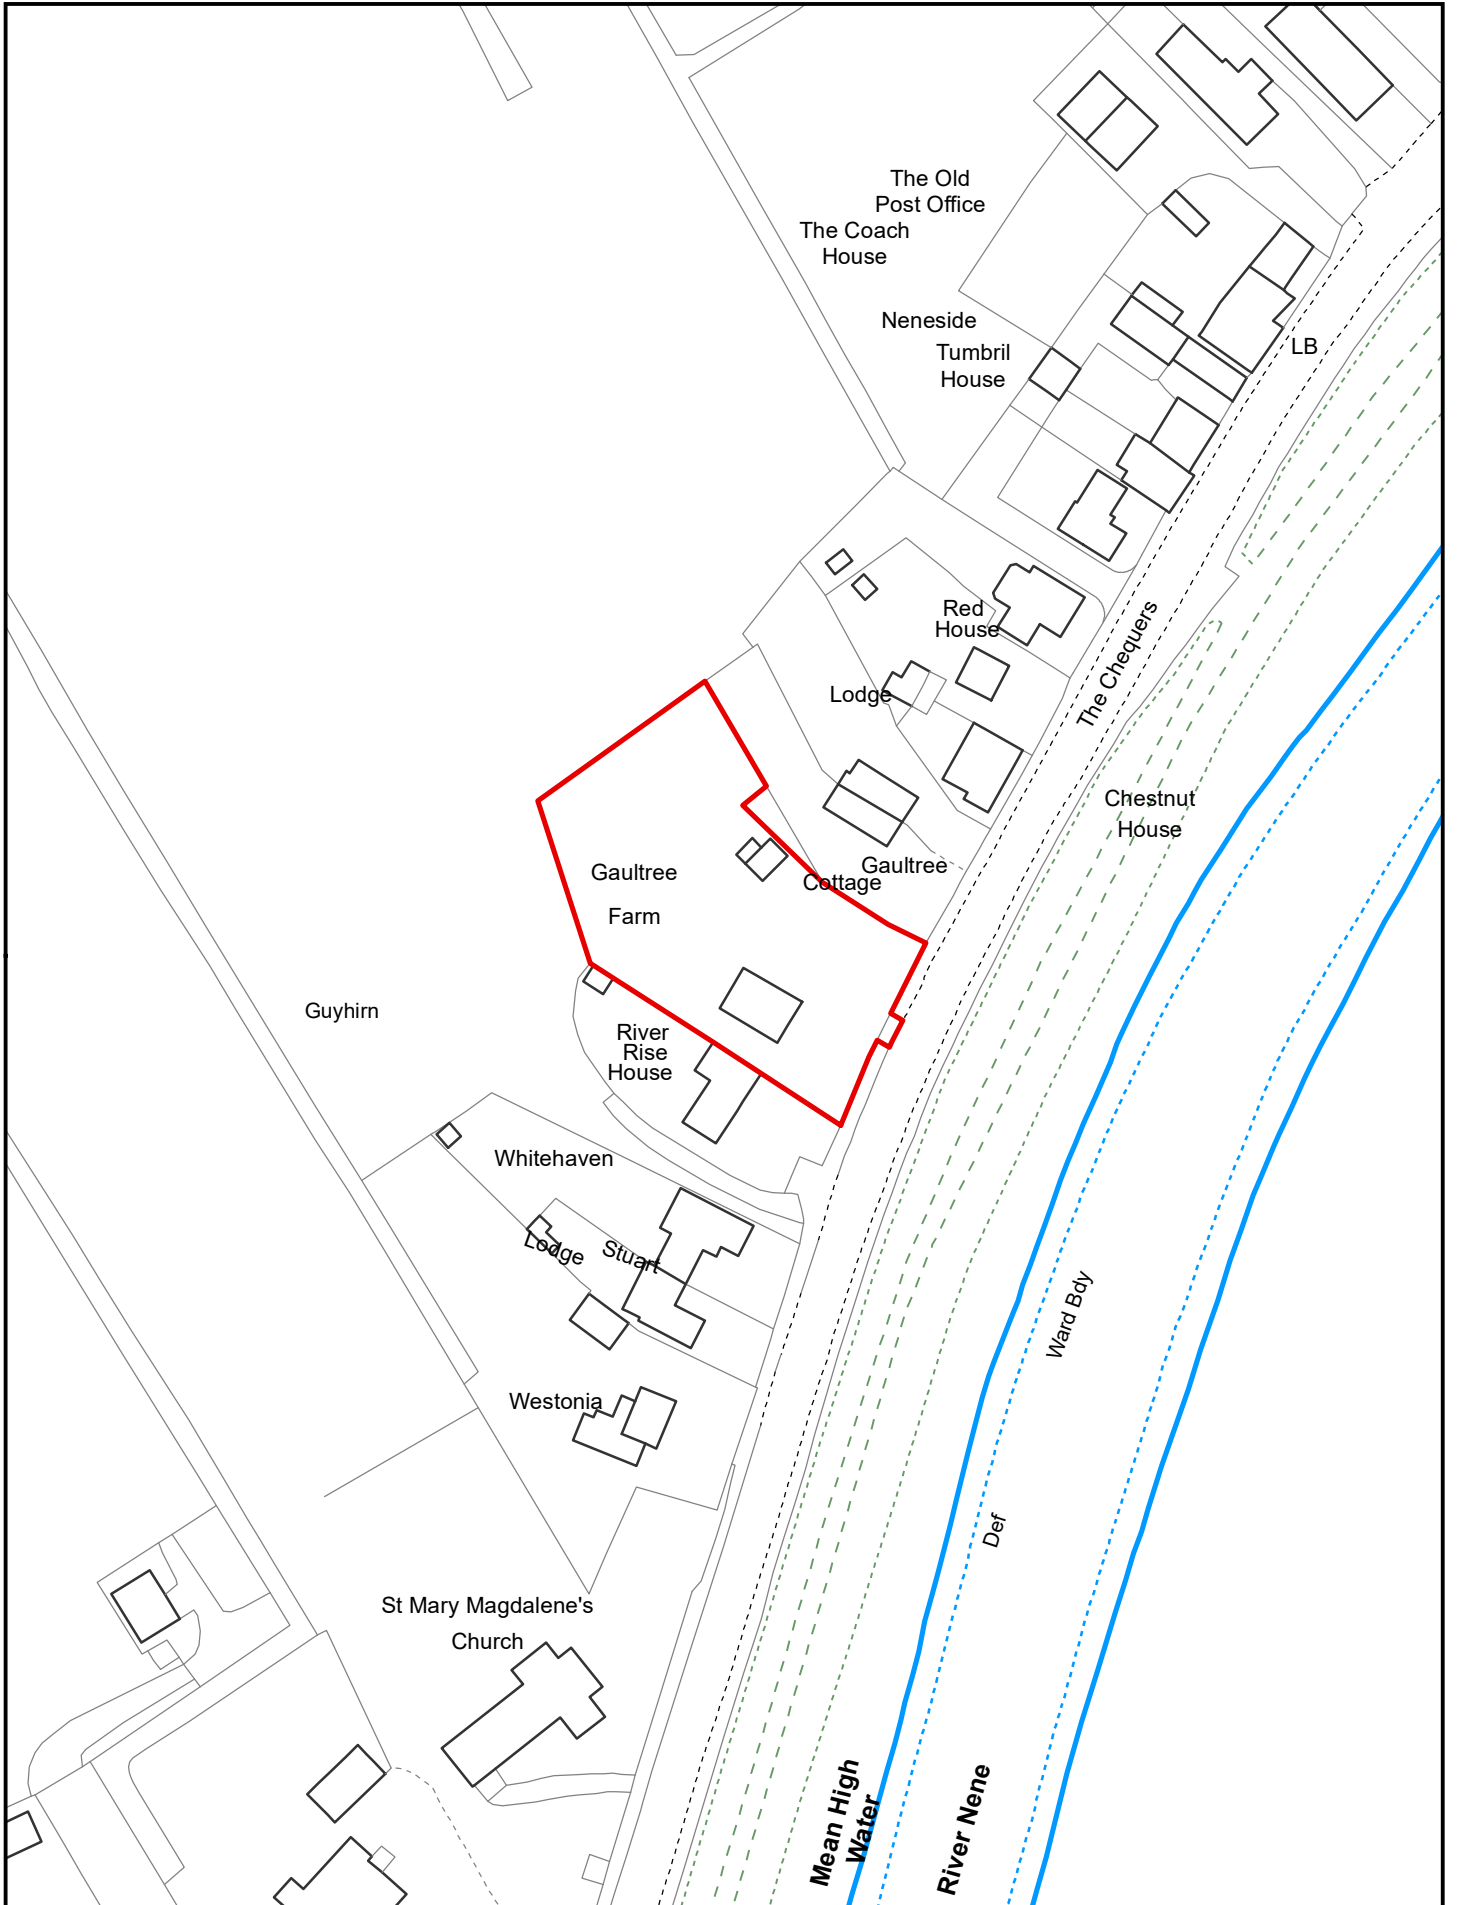 The Old
Post Office
The Coach
House
Neneside
Tumbril
House
LB
Red
House
The Chequers
Lodge
Chestnut
House
Gaultree
Cottage
Gaultree
Farm
Guyhirn
River
Rise
House
Whitehaven
Stuart
Lodge
Ward Bdy
Westonia
Def
St Mary Magdalene's
Church
Mean High
Water
River Nene